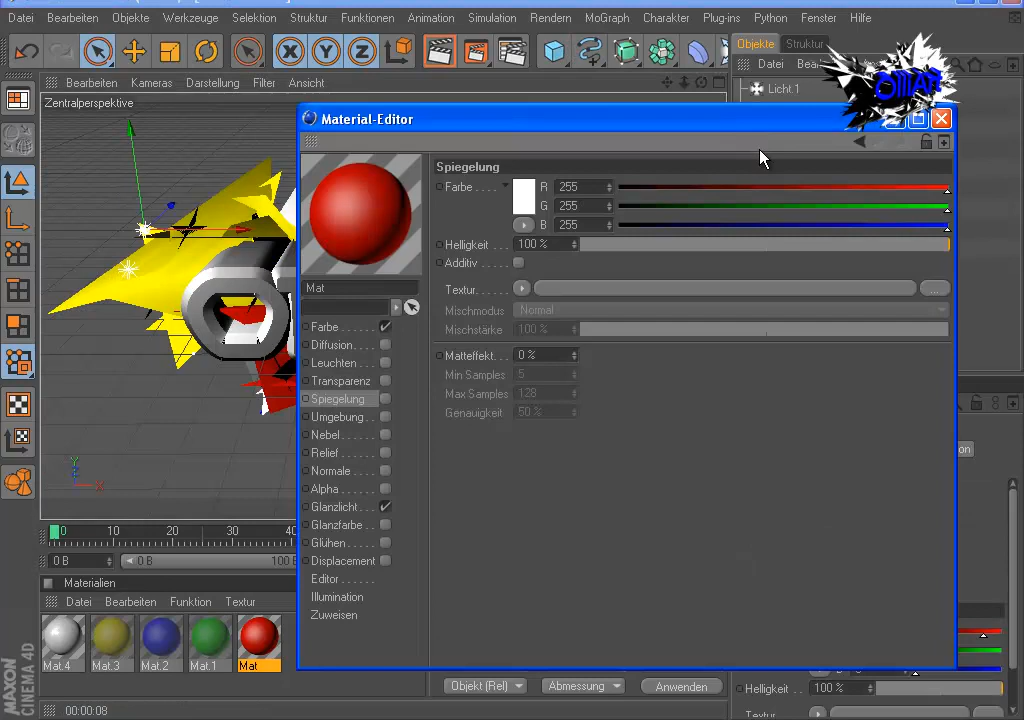 Datei Bearbeiten Objekte Werkzeuge Selektion Struktur Funktionen Animation Simulation Rendern MoGraph Charakter Plug-ins Python Fenster Hilfe
X Y Z
Objekte Struktur
Bearbeiten Kameras Darstellung Filter Ansicht
Datei
Zentralperspektive
Licht.1
OMAR
Material-Editor
Spiegelung
Farbe
R 255
G 255
B 255
Helligkeit 100 %
Additiv
Textur
...
Mischmodus Normal
Mischstärke 100 %
Matteffekt 0 %
Min Samples 5
Max Samples 128
Genauigkeit 50 %
Mat
Farbe
Diffusion
Leuchten
Transparenz
Spiegelung
Umgebung
Nebel
Relief
Normale
Alpha
Glanzlicht
Glanzfarbe
Glühen
Displacement
Editor
Illumination
Zuweisen
on
Y
Z
X
0 10 20 30 40
0 B
0 B 100 B
Materialien
Datei Bearbeiten Funktion Textur
Mat.4 Mat.3 Mat.2 Mat.1 Mat
Objekt (Rel) Abmessung Anwenden
Helligkeit 100 %
Textur
00:00:08
MAXON
CINEMA 4D